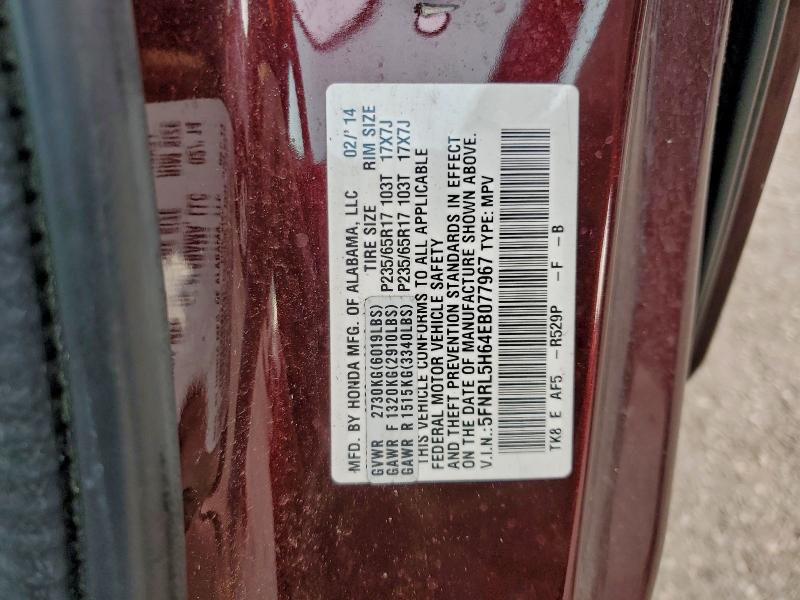 MFD. BY HONDA MFG. OF ALABAMA, LLC 02/'14
TIRE SIZE RIM SIZE
GVWR 2730KG(6019LBS)
GAWR F 1320KG(2910LBS) P235/65R17 103T 17X7J
GAWR R 1515KG(3340LBS) P235/65R17 103T 17X7J
THIS VEHICLE CONFORMS TO ALL APPLICABLE
FEDERAL MOTOR VEHICLE SAFETY
AND THEFT PREVENTION STANDARDS IN EFFECT
ON THE DATE OF MANUFACTURE SHOWN ABOVE.
V.I.N.:5FNRL5H64EB077967 TYPE: MPV
TK8 E AF5 -R529P -F -B